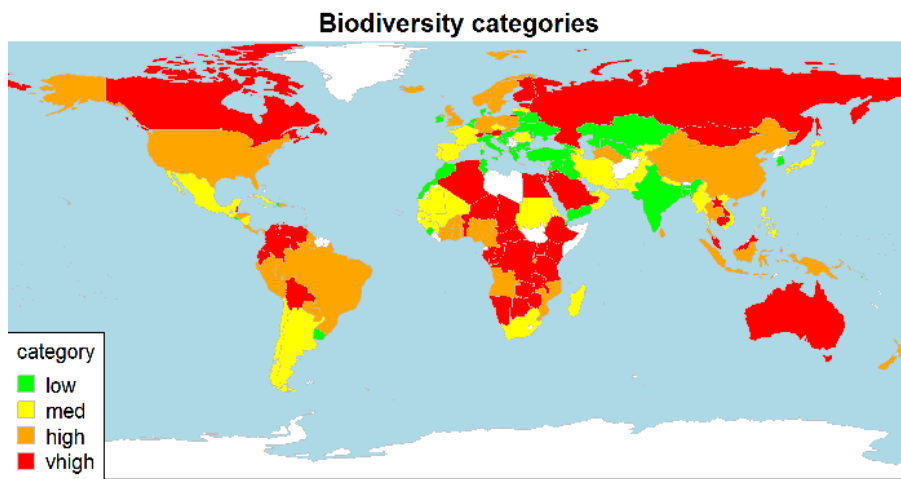 Biodiversity categories
category
low
med
high
vhigh